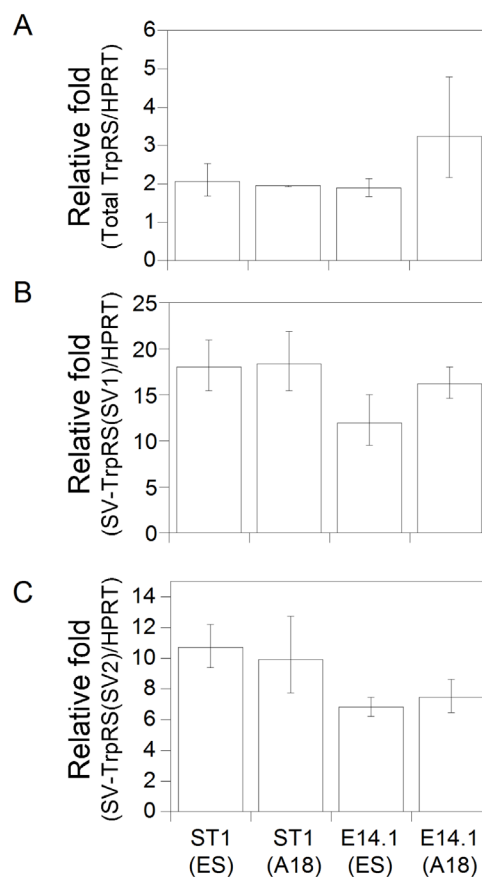 A
Relative fold
(Total TrpRS/HPRT)
6
5
4
3
2
1
0
B
Relative fold
(SV-TrpRS(SV1)/HPRT)
25
20
15
10
5
0
C
Relative fold
(SV-TrpRS(SV2)/HPRT)
14
12
10
8
6
4
2
0
ST1
(ES)
ST1
(A18)
E14.1
(ES)
E14.1
(A18)